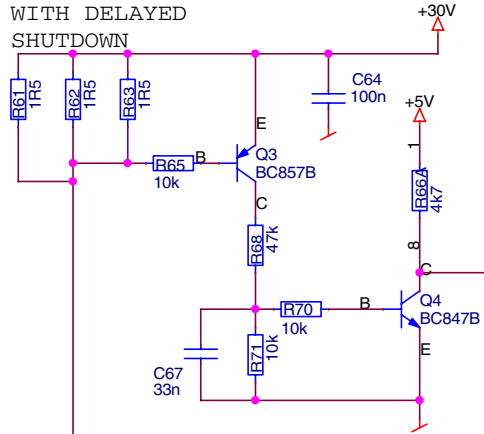 WITH DELAYED
SHUTDOWN
+30V
R61
1R5
R62
1R5
R63
1R5
C64
100n
+5V
E
Q3
BC857B
B
R65
10k
C
1
R66A
4k7
8
R68
47k
C
Q4
BC847B
B
R70
10k
R71
10k
E
C67
33n